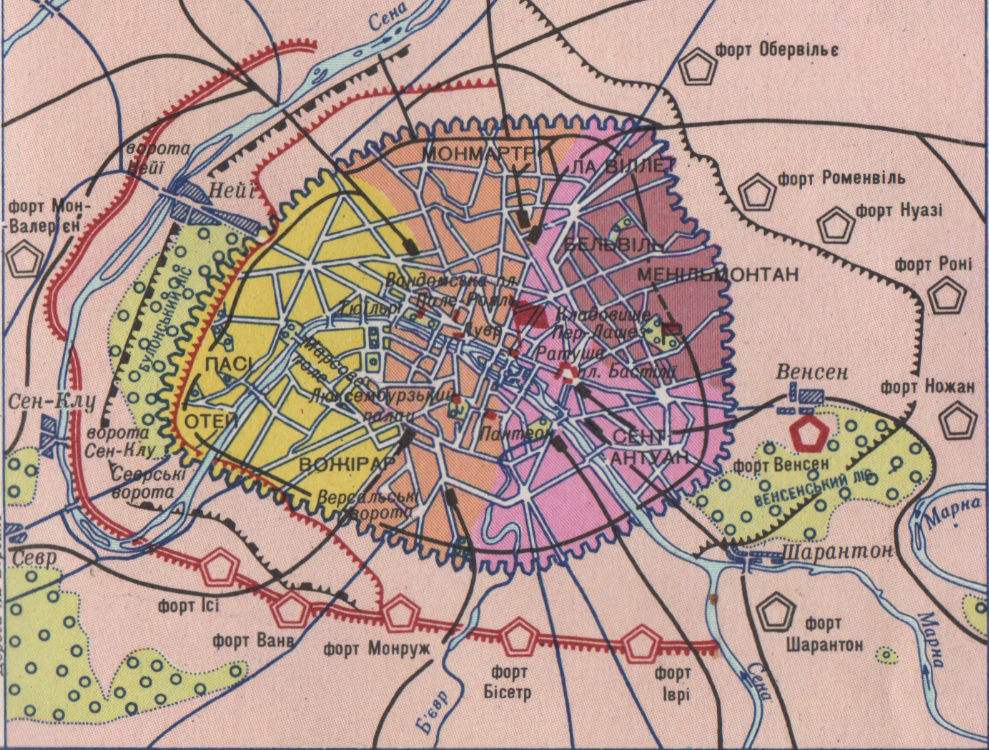 Сена
форт Обервільє
ворота
Нейї
МОНМАРТР
ЛА ВІЛЛЕТ
Нейї
форт Роменвіль
форт Мон-
-Валерієн
форт Нуазі
БЕЛЬВІЛЬ
МЕНІЛЬМОНТАН
форт Роні
БУЛОНСЬКИЙ ЛІС
Вандомська пл.
Пале-Рояль
Тюїльрі
Лувр
Кладовище
Пер-Лашез
Марсове
поле
Ратуша
пл. Бастілії
ПАСІ
Венсен
форт Ножан
Сен-Клу
Люксембурзький
палац
ОТЕЙ
Пантеон
СЕНТ-
АНТУАН
ворота
Сен-Клу
Севрські
ворота
ВОЖІРАР
форт Венсен
ВЕНСЕНСЬКИЙ ЛІС
Версальські
ворота
Марна
Севр
Шарантон
форт Ісі
форт Ванв
форт Монруж
форт
Бісетр
форт
Іврі
форт
Шарантон
Б'євр
Сена
Марна